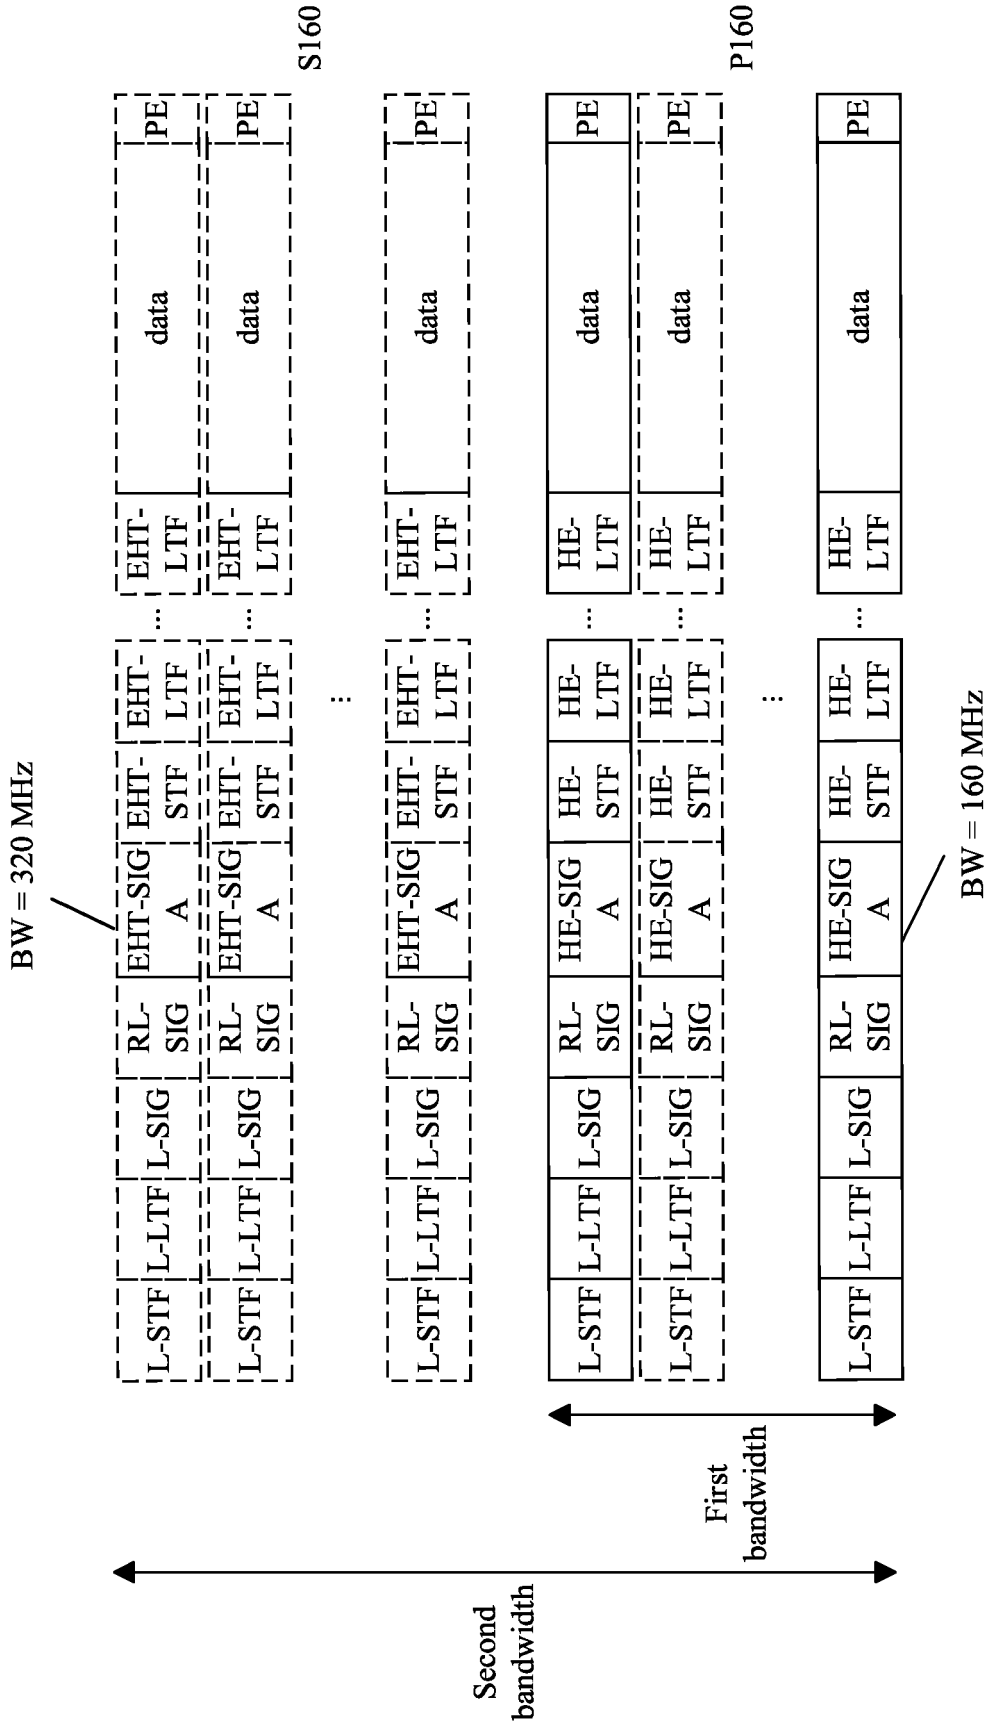 BW = 320 MHz
L-STF L-LTF L-SIG RL-SIG EHT-SIG A EHT-STF EHT-LTF ... EHT-LTF data PE
L-STF L-LTF L-SIG RL-SIG EHT-SIG A EHT-STF EHT-LTF ... EHT-LTF data PE
S160
...
L-STF L-LTF L-SIG RL-SIG EHT-SIG A EHT-STF EHT-LTF ... EHT-LTF data PE
Second
bandwidth
L-STF L-LTF L-SIG RL-SIG HE-SIG A HE-STF HE-LTF ... HE-LTF data PE
L-STF L-LTF L-SIG RL-SIG HE-SIG A HE-STF HE-LTF ... HE-LTF data PE
First
bandwidth
P160
...
L-STF L-LTF L-SIG RL-SIG HE-SIG A HE-STF HE-LTF ... HE-LTF data PE
BW = 160 MHz